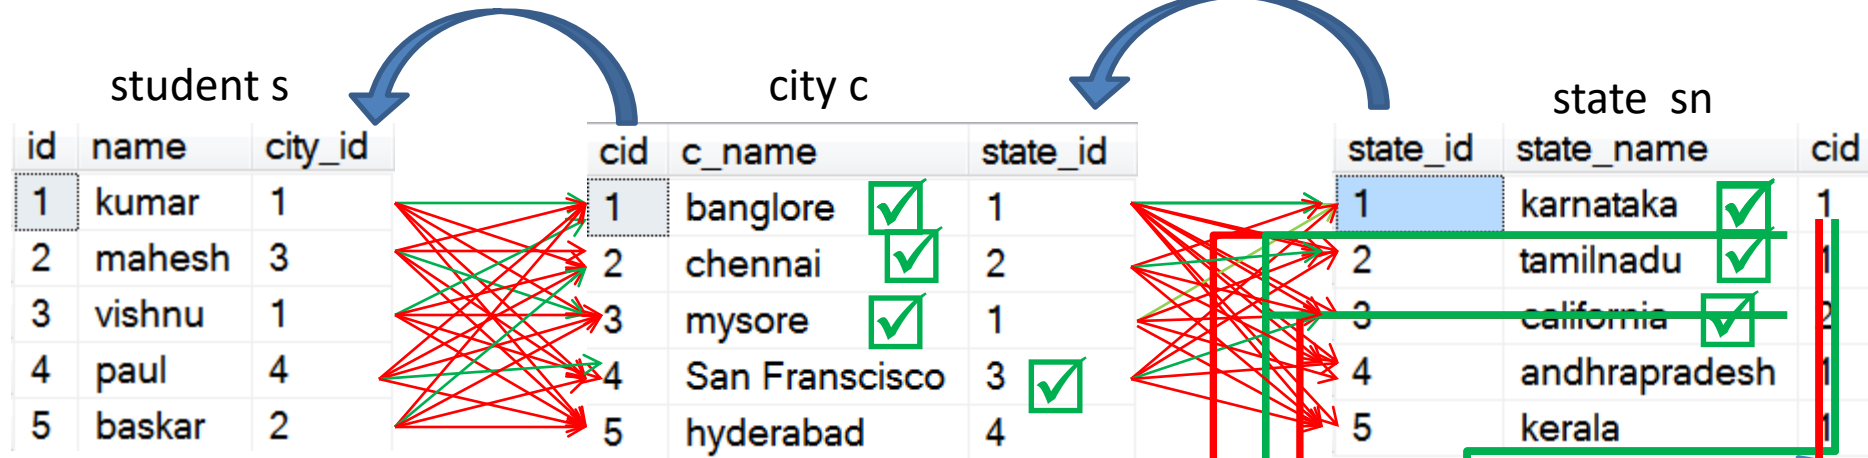 student s
city c
state sn
id name city_id
1 kumar 1
2 mahesh 3
3 vishnu 1
4 paul 4
5 baskar 2
cid c_name state_id
1 banglore 1
2 chennai 2
3 mysore 1
4 San Franscisco 3
5 hyderabad 4
state_id state_name cid
1 karnataka 1
2 tamilnadu 1
3 california 2
4 andhrapradesh 1
5 kerala 1